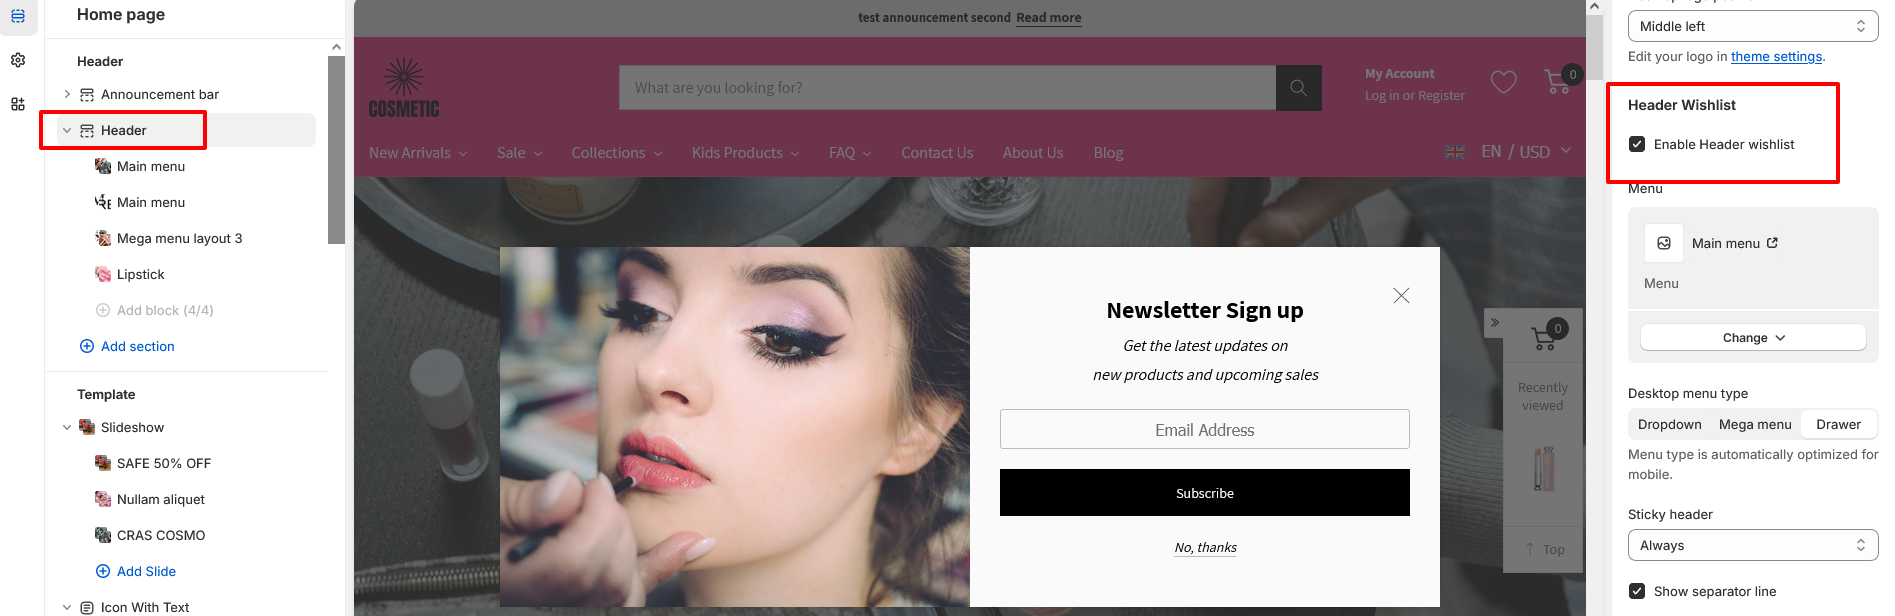 Home page
Header
Announcement bar
Header
Main menu
Main menu
Mega menu layout 3
Lipstick
Add block (4/4)
Add section
Template
Slideshow
SAFE 50% OFF
Nullam aliquet
CRAS COSMO
Add Slide
Icon With Text
test announcement second Read more
COSMETIC
What are you looking for?
My Account
Log in or Register
0
New Arrivals
Sale
Collections
Kids Products
FAQ
Contact Us
About Us
Blog
EN / USD
Newsletter Sign up
Get the latest updates on
new products and upcoming sales
Email Address
Subscribe
No, thanks
0
Recently
viewed
Top
Middle left
Edit your logo in theme settings.
Header Wishlist
Enable Header wishlist
Menu
Main menu
Menu
Change
Desktop menu type
Dropdown
Mega menu
Drawer
Menu type is automatically optimized for
mobile.
Sticky header
Always
Show separator line